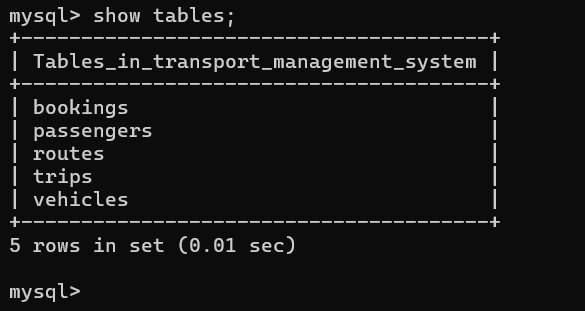 mysql> show tables;
+---------------------------------------+
| Tables_in_transport_management_system |
+---------------------------------------+
| bookings                              |
| passengers                            |
| routes                                |
| trips                                 |
| vehicles                              |
+---------------------------------------+
5 rows in set (0.01 sec)
mysql>